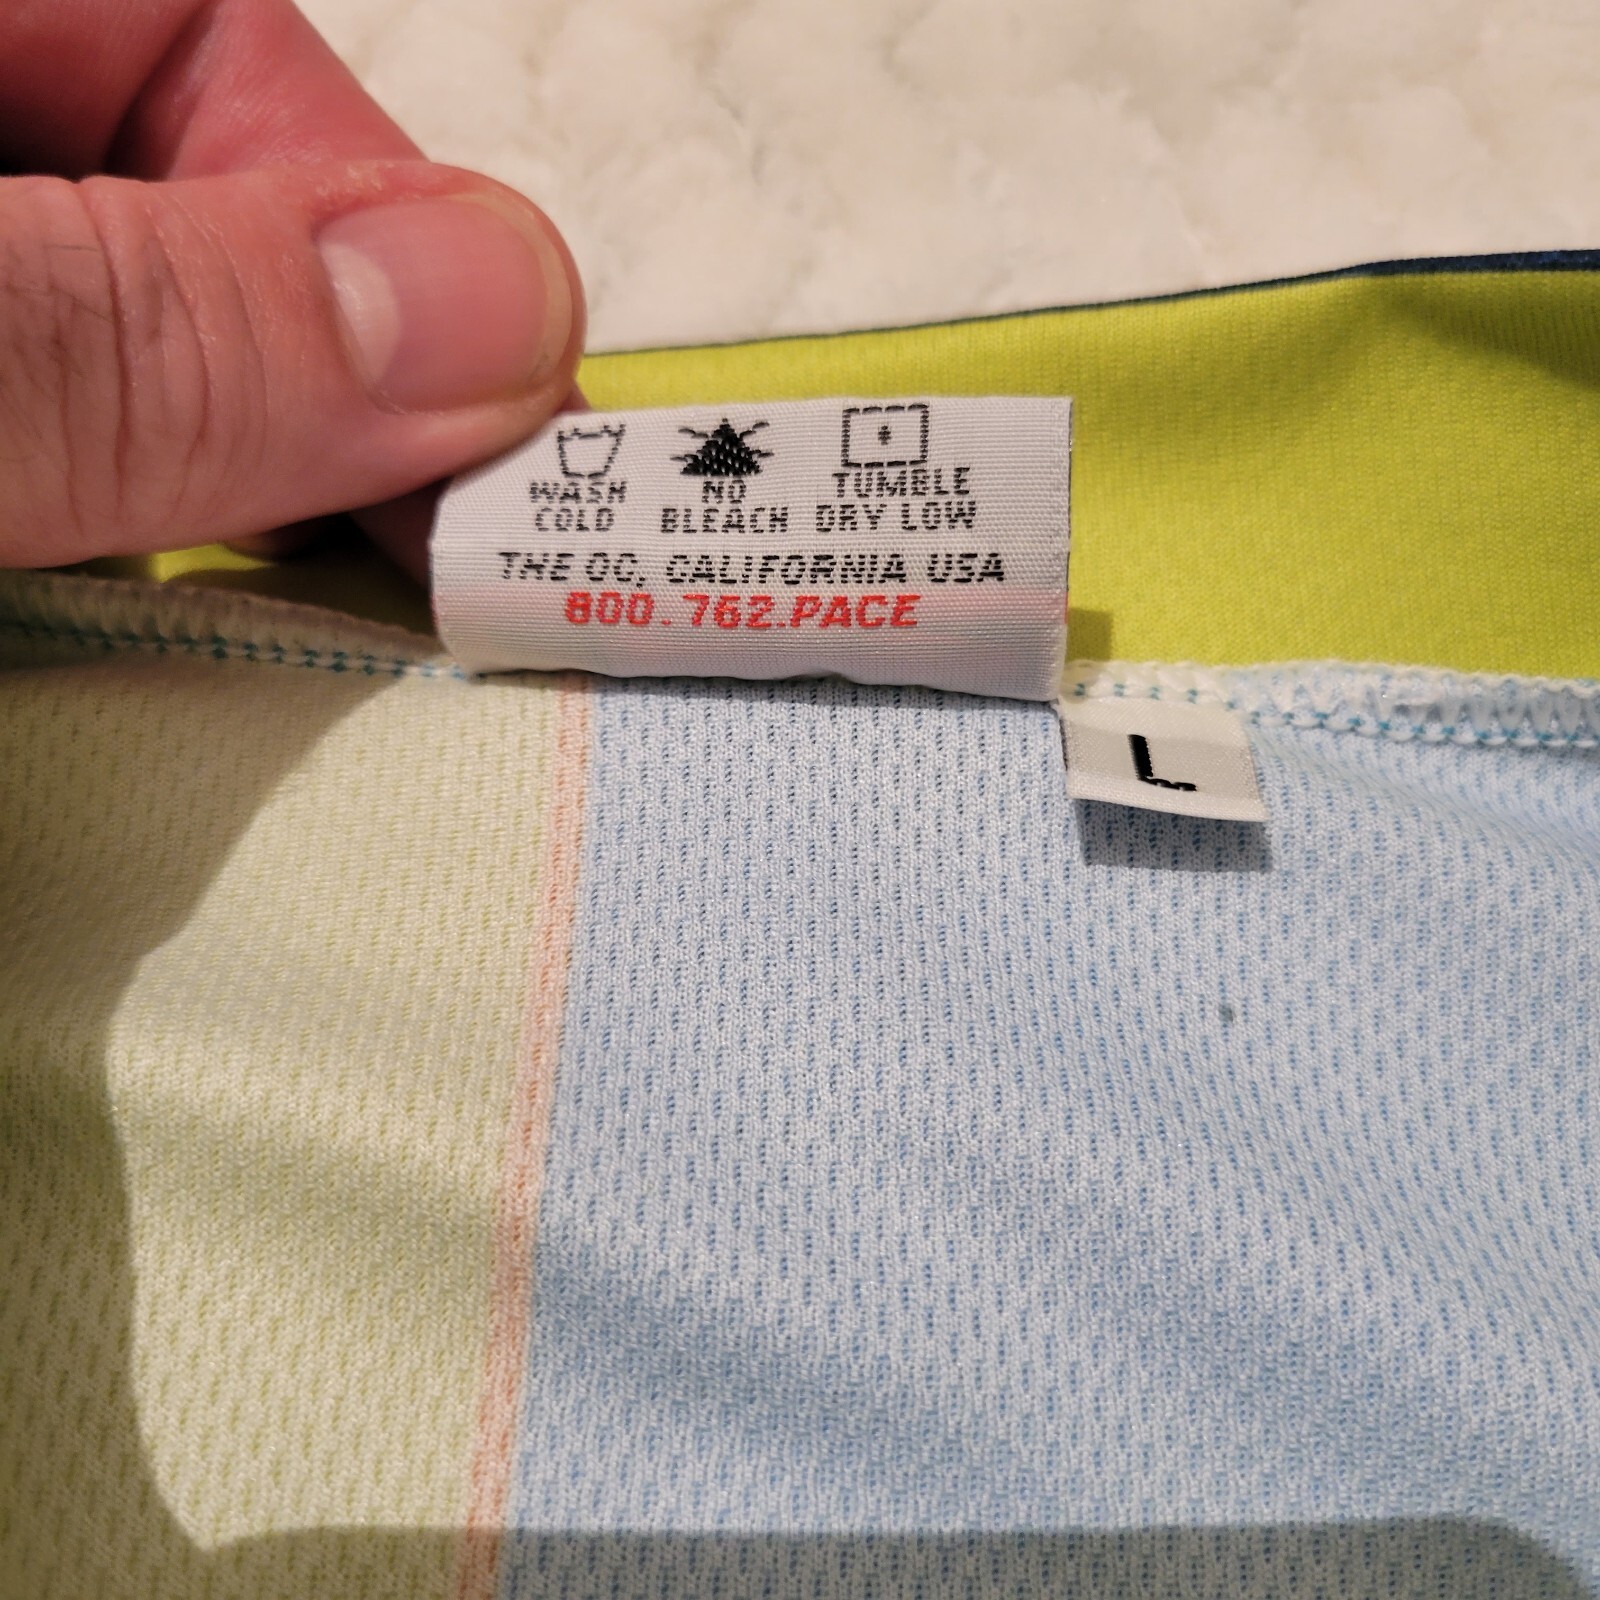 WASH NO TUMBLE
COLD BLEACH DRY LOW
THE OC, CALIFORNIA USA
800.762.PACE
L